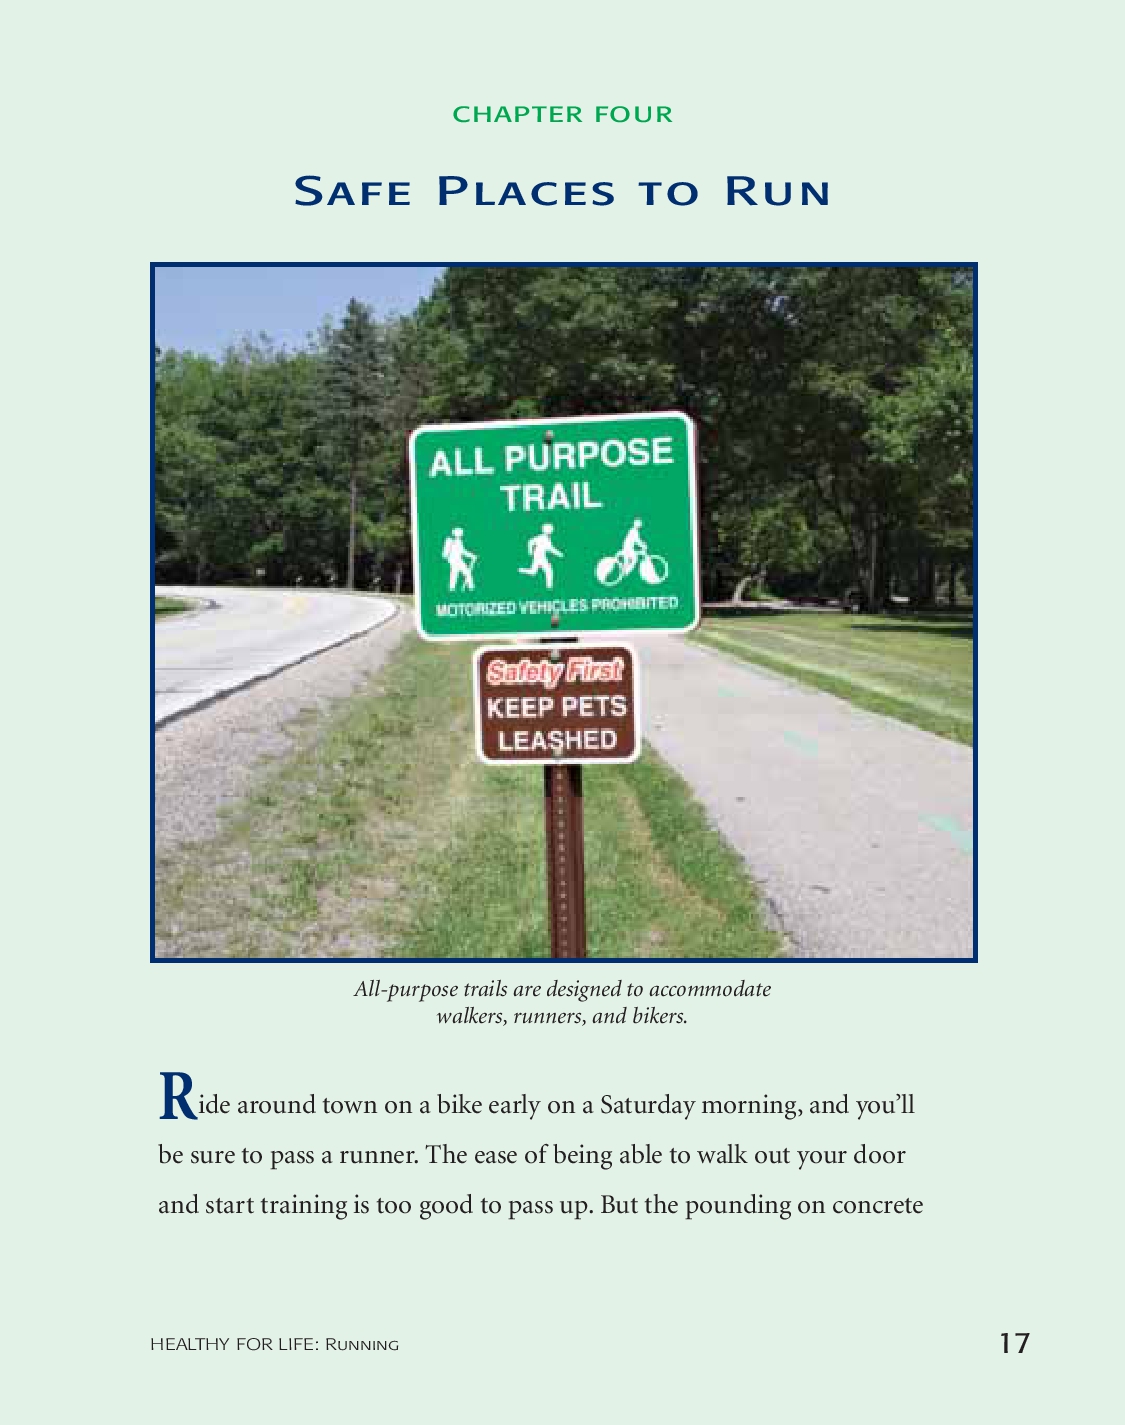 CHAPTER FOUR
SAFE PLACES TO RUN
ALL PURPOSE
TRAIL
MOTORIZED VEHICLES PROHIBITED
Safety First
KEEP PETS
LEASHED
All-purpose trails are designed to accommodate
walkers, runners, and bikers.
Ride around town on a bike early on a Saturday morning, and you’ll
be sure to pass a runner. The ease of being able to walk out your door
and start training is too good to pass up. But the pounding on concrete
HEALTHY FOR LIFE: RUNNING
17